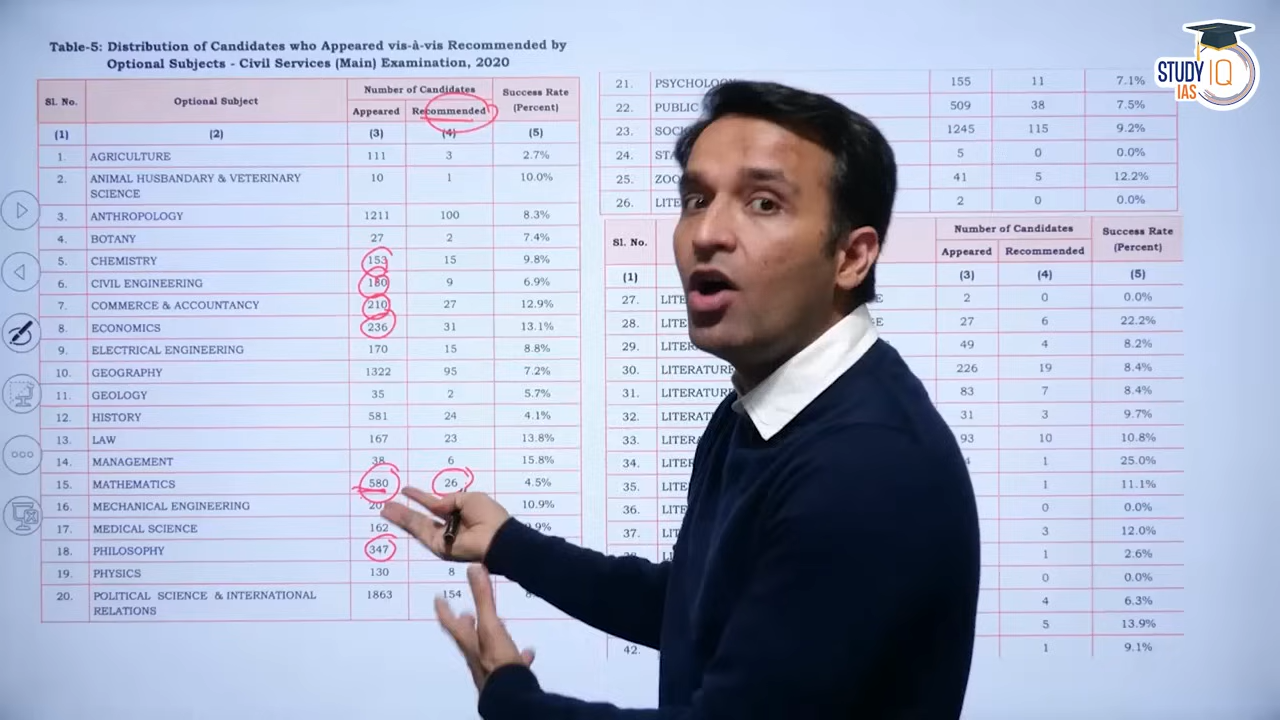 Table-5: Distribution of Candidates who Appeared vis-à-vis Recommended by
Optional Subjects - Civil Services (Main) Examination, 2020
Sl. No. Optional Subject Number of Candidates Success Rate (Percent)
Appeared Recommended
(1) (2) (3) (4) (5)
1. AGRICULTURE 111 3 2.7%
2. ANIMAL HUSBANDARY & VETERINARY SCIENCE 10 1 10.0%
3. ANTHROPOLOGY 1211 100 8.3%
4. BOTANY 27 2 7.4%
5. CHEMISTRY 153 15 9.8%
6. CIVIL ENGINEERING 180 9 6.9%
7. COMMERCE & ACCOUNTANCY 210 27 12.9%
8. ECONOMICS 236 31 13.1%
9. ELECTRICAL ENGINEERING 170 15 8.8%
10. GEOGRAPHY 1322 95 7.2%
11. GEOLOGY 35 2 5.7%
12. HISTORY 581 24 4.1%
13. LAW 167 23 13.8%
14. MANAGEMENT 38 6 15.8%
15. MATHEMATICS 580 26 4.5%
16. MECHANICAL ENGINEERING 10.9%
17. MEDICAL SCIENCE 162
18. PHILOSOPHY 347
19. PHYSICS 130 8
20. POLITICAL SCIENCE & INTERNATIONAL RELATIONS 1863 154
21. PSYCHOLOGY 155 11 7.1%
22. PUBLIC 509 38 7.5%
23. 1245 115 9.2%
24. 5 0 0.0%
25. 41 5 12.2%
26. 2 0 0.0%
Sl. No. Number of Candidates Success Rate (Percent)
Appeared Recommended
(1) (3) (4) (5)
27. 2 0 0.0%
28. 27 6 22.2%
29. 49 4 8.2%
30. 226 19 8.4%
31. 83 7 8.4%
32. 31 3 9.7%
33. 93 10 10.8%
34. 1 25.0%
35. 1 11.1%
36. 0 0.0%
37. 3 12.0%
1 2.6%
0 0.0%
4 6.3%
5 13.9%
42. 1 9.1%
STUDY IQ
IAS